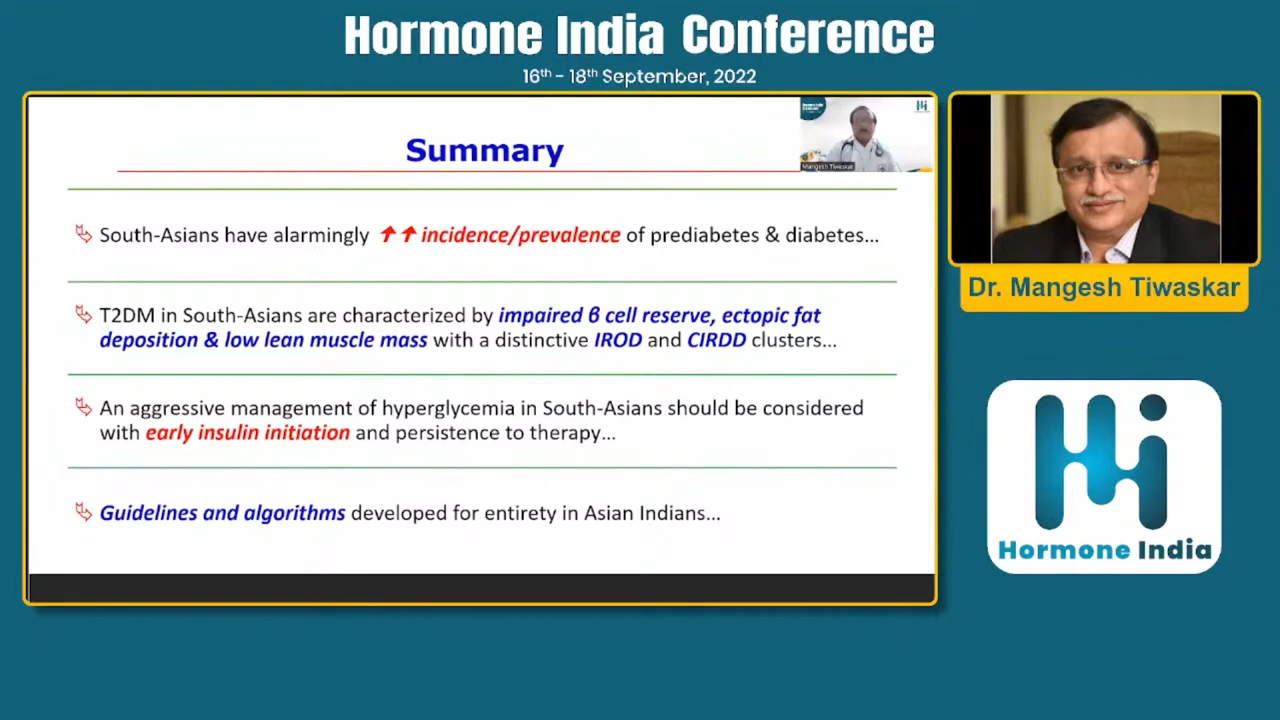 Hormone India Conference
16th - 18th September, 2022
Summary
Mangesh Tiwaskar
South-Asians have alarmingly ↑↑ incidence/prevalence of prediabetes & diabetes...
T2DM in South-Asians are characterized by impaired β cell reserve, ectopic fat
deposition & low lean muscle mass with a distinctive IROD and CIRDD clusters...
An aggressive management of hyperglycemia in South-Asians should be considered
with early insulin initiation and persistence to therapy...
Guidelines and algorithms developed for entirety in Asian Indians...
Dr. Mangesh Tiwaskar
Hormone India